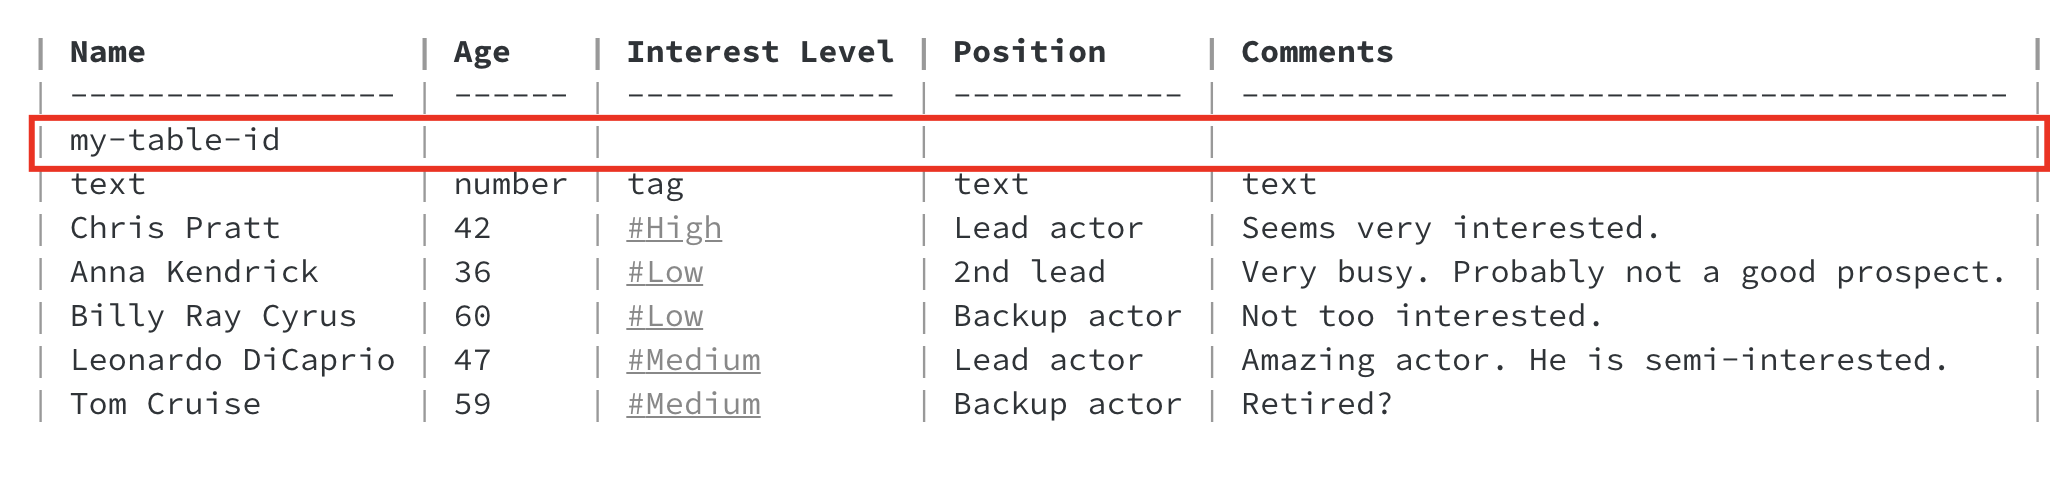 | Name              | Age    | Interest Level | Position     | Comments                                 |
| ----------------- | ------ | -------------- | ------------ | ---------------------------------------- |
| my-table-id       |        |                |              |                                          |
| text              | number | tag            | text         | text                                     |
| Chris Pratt       | 42     | #High          | Lead actor   | Seems very interested.                   |
| Anna Kendrick     | 36     | #Low           | 2nd lead     | Very busy. Probably not a good prospect. |
| Billy Ray Cyrus   | 60     | #Low           | Backup actor | Not too interested.                      |
| Leonardo DiCaprio | 47     | #Medium        | Lead actor   | Amazing actor. He is semi-interested.    |
| Tom Cruise        | 59     | #Medium        | Backup actor | Retired?                                 |